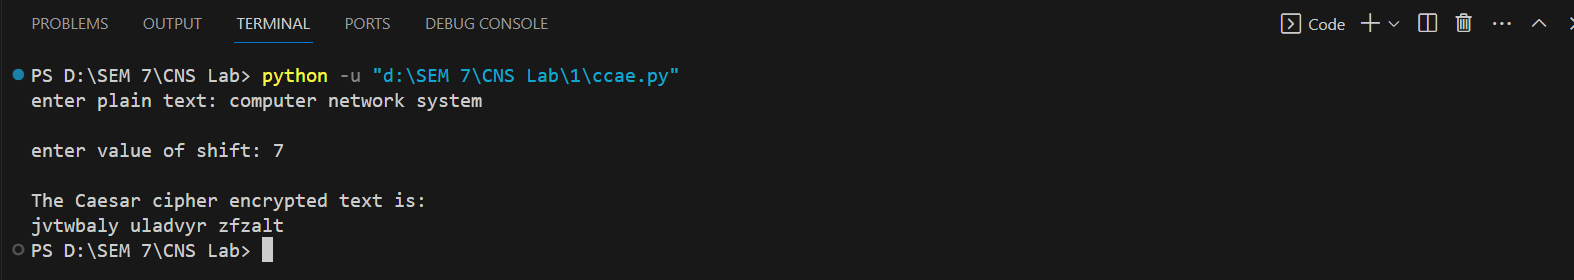 PROBLEMS OUTPUT TERMINAL PORTS DEBUG CONSOLE Code
PS D:\SEM 7\CNS Lab> python -u "d:\SEM 7\CNS Lab\1\ccae.py"
enter plain text: computer network system
enter value of shift: 7
The Caesar cipher encrypted text is:
jvtwbaly uladvyr zfzalt
PS D:\SEM 7\CNS Lab>